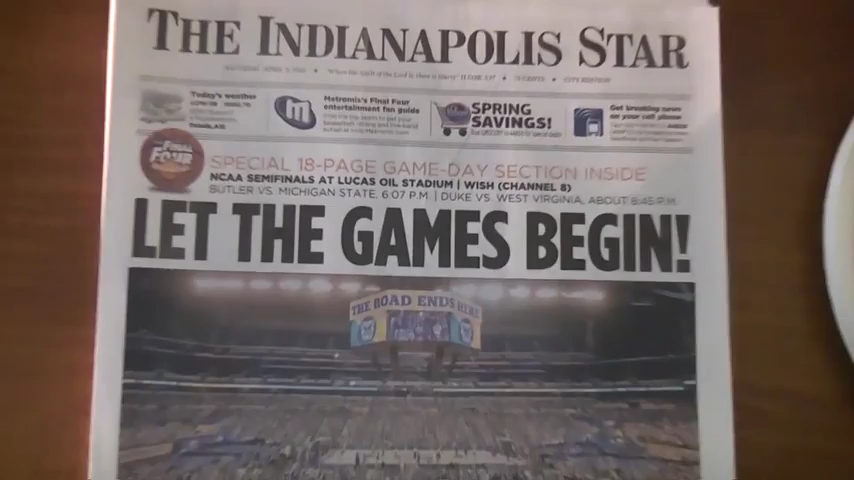 THE INDIANAPOLIS STAR
CITY EDITION
Today's weather
Metromix's Final Four
entertainment fan guide
m
SPRING
SAVINGS!
Get breaking news
on your cell phone
FINAL
FOUR
SPECIAL 18-PAGE GAME-DAY SECTION INSIDE
NCAA SEMIFINALS AT LUCAS OIL STADIUM | WISH (CHANNEL 8)
BUTLER VS. MICHIGAN STATE, 6:07 P.M. | DUKE VS. WEST VIRGINIA, ABOUT 8:45 P.M.
LET THE GAMES BEGIN!
THE ROAD ENDS HERE